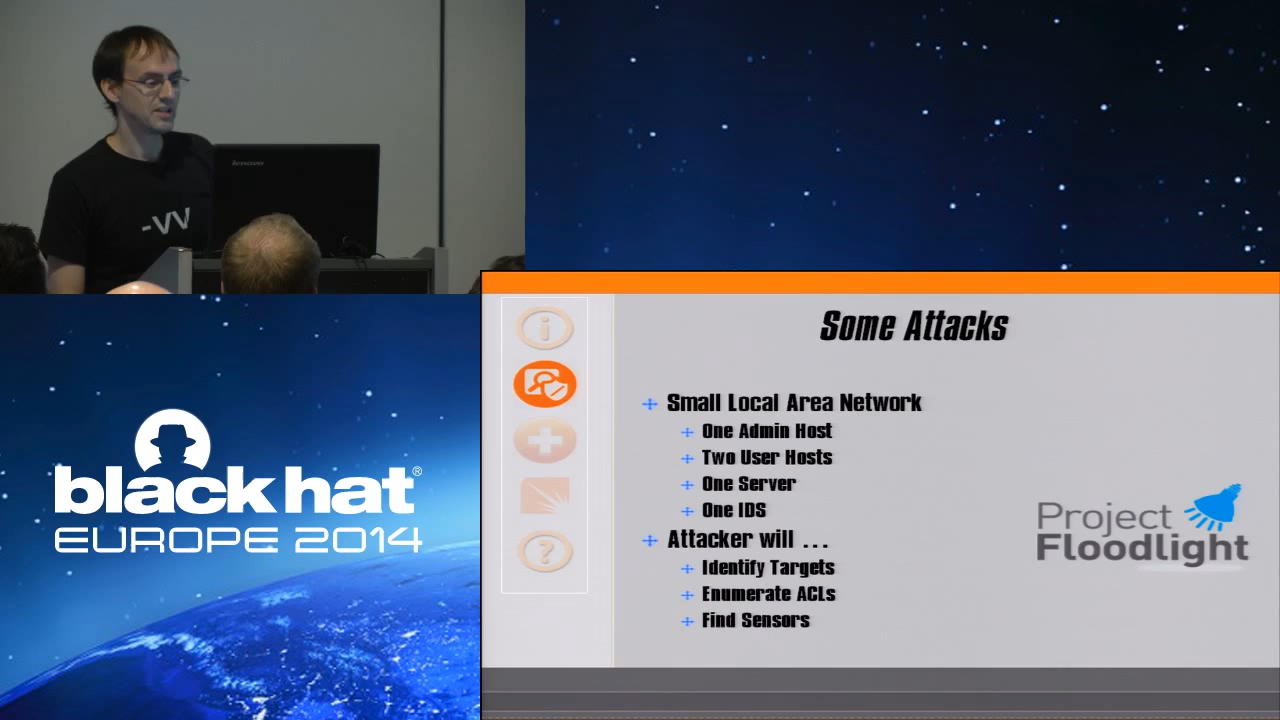 lenovo
-VV
black hat®
EUROPE 2014
Some Attacks
Small Local Area Network
One Admin Host
Two User Hosts
One Server
One IDS
Attacker will ...
Identify Targets
Enumerate ACLs
Find Sensors
Project
Floodlight
i
?